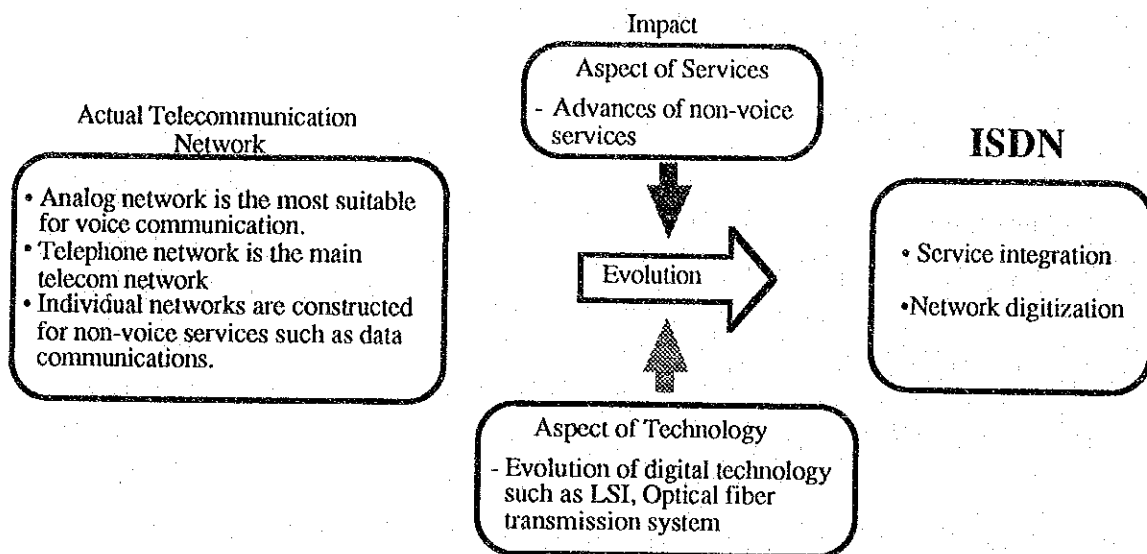 Actual Telecommunication
Network
• Analog network is the most suitable
for voice communication.
• Telephone network is the main
telecom network
• Individual networks are constructed
for non-voice services such as data
communications.
Impact
Aspect of Services
- Advances of non-voice
services
Evolution
Aspect of Technology
- Evolution of digital technology
such as LSI, Optical fiber
transmission system
ISDN
• Service integration
•Network digitization